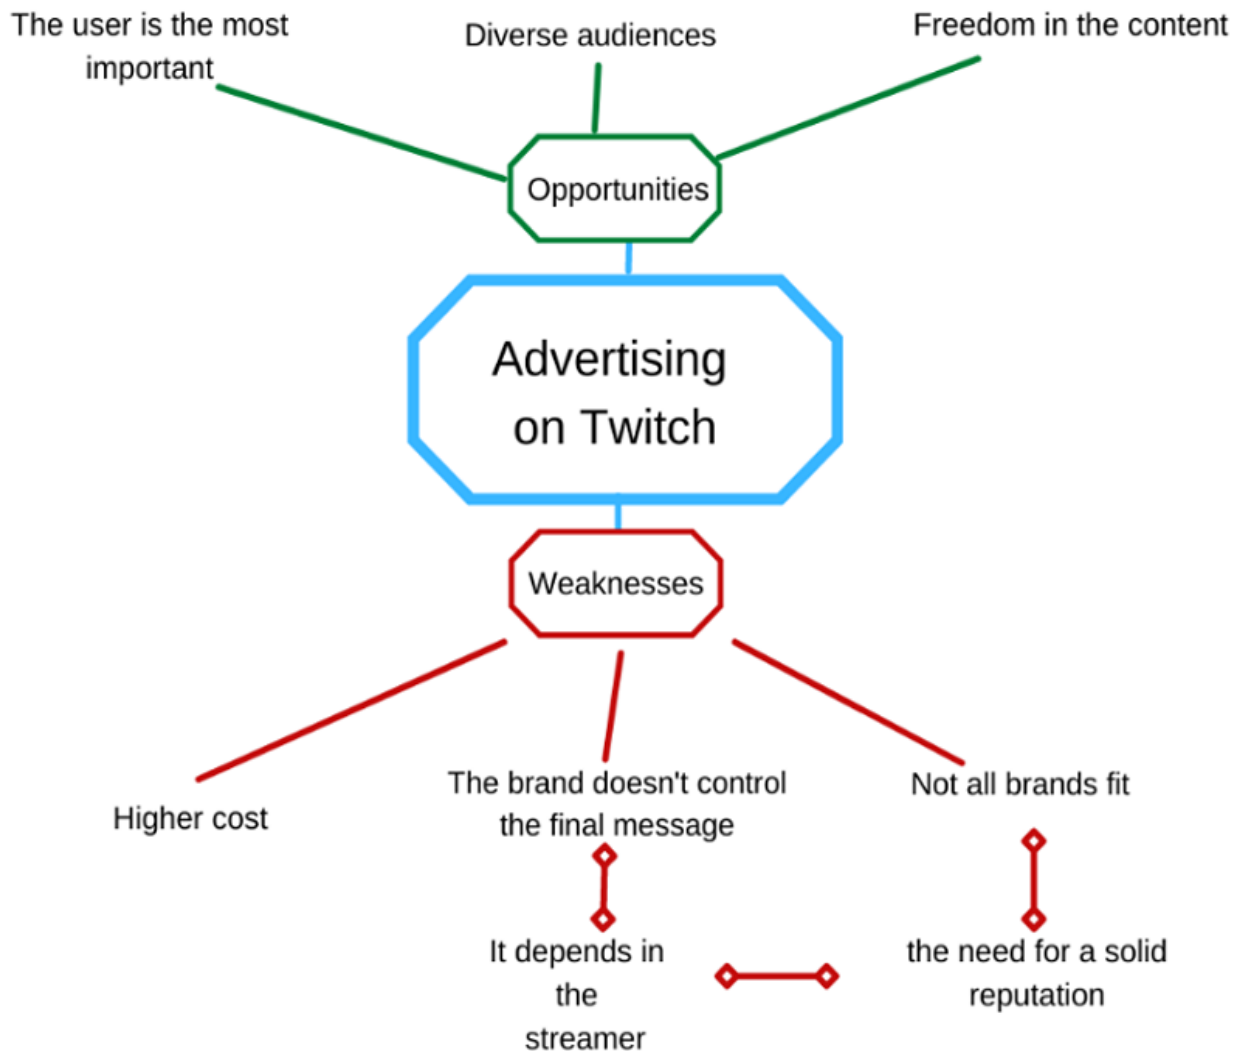 The user is the most
important
Diverse audiences
Freedom in the content
Opportunities
Advertising
on Twitch
Weaknesses
Higher cost
The brand doesn't control
the final message
Not all brands fit
It depends in
the
streamer
the need for a solid
reputation